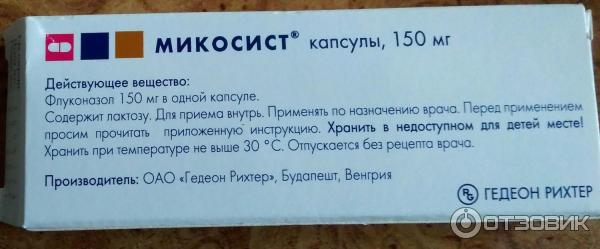 МИКОСИСТ® капсулы, 150 мг
Действующее вещество:
Флуконазол 150 мг в одной капсуле.
Содержит лактозу. Для приема внутрь. Применять по назначению врача. Перед применением
просим прочитать приложенную инструкцию. Хранить в недоступном для детей месте!
Хранить при температуре не выше 30 °C. Отпускается без рецепта врача.
Производитель: ОАО "Гедеон Рихтер", Будапешт, Венгрия
RG ГЕДЕОН РИХТЕР
ОТЗОВИК